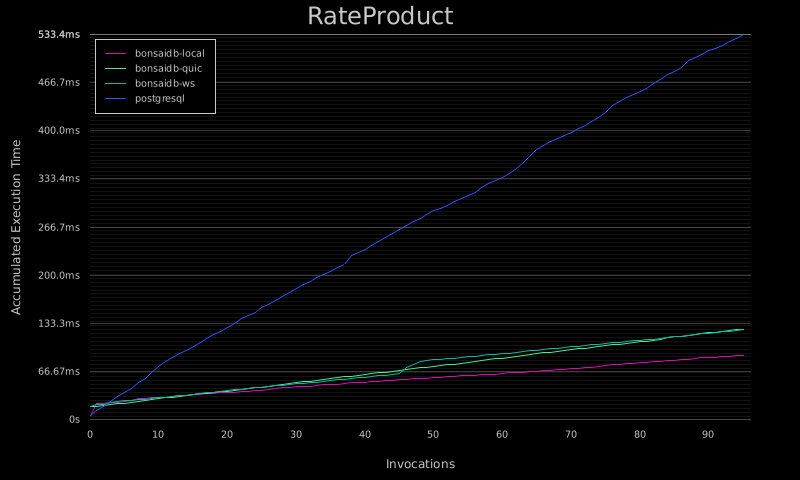 RateProduct
533.4ms
bonsaidb-local
bonsaidb-quic
bonsaidb-ws
postgresql
466.7ms
400.0ms
333.4ms
266.7ms
200.0ms
133.3ms
66.67ms
0s
Accumulated Execution Time
0 10 20 30 40 50 60 70 80 90
Invocations